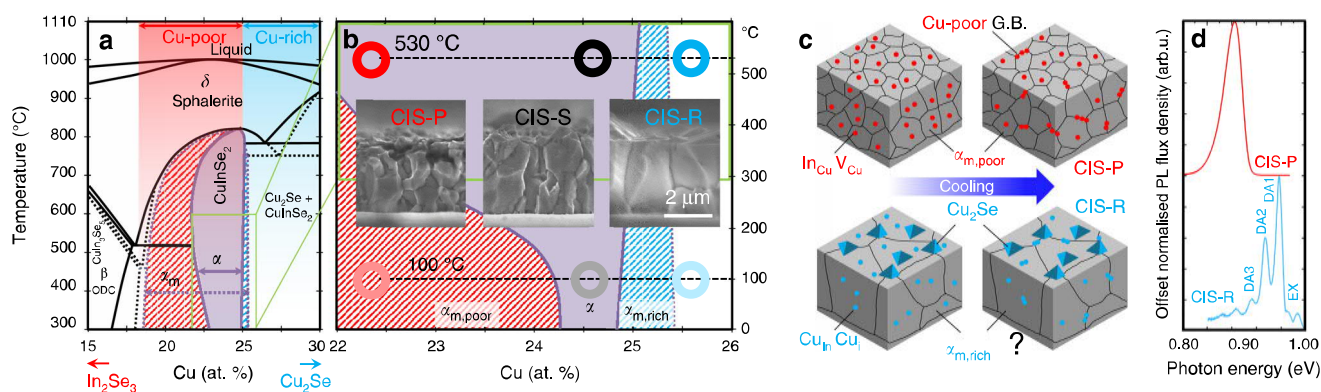 a
Cu-poor
Cu-rich
Liquid
δ
Sphalerite
CuInSe2
Cu2Se +
CuInSe2
β
ODC
α
αm
Temperature (°C)
1110
1000
900
800
700
600
500
400
300
15
20
25
30
In2Se3
Cu (at. %)
Cu2Se
b
530 °C
CIS-P
CIS-S
CIS-R
2 μm
100 °C
αm,poor
α
αm,rich
°C
500
400
300
200
100
0
22
23
24
25
26
Cu (at. %)
c
Cu-poor G.B.
InCu VCu
αm,poor
CIS-P
Cooling
Cu2Se
CIS-R
CuIn Cui
αm,rich
?
d
Offset normalised PL flux density (arb.u.)
CIS-P
DA1
DA2
DA3
EX
CIS-R
0.80
0.90
1.00
Photon energy (eV)